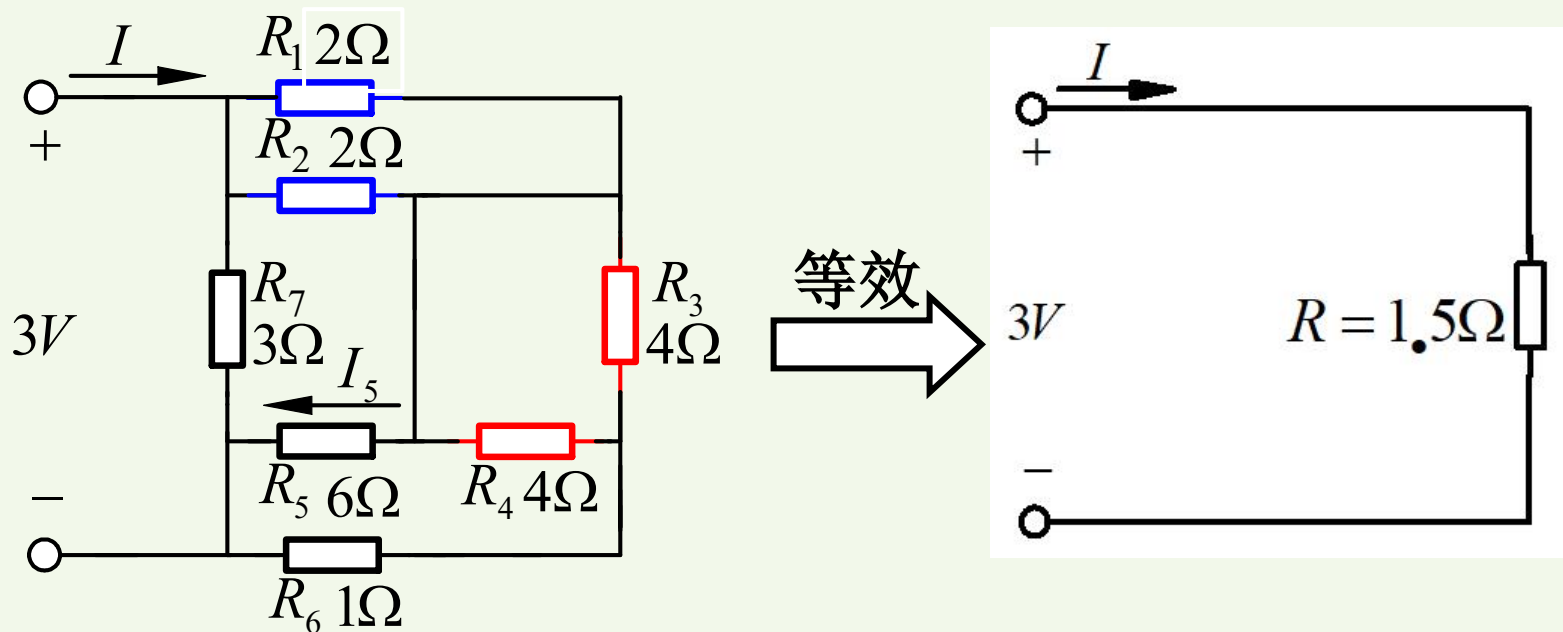 I
R₁ 2Ω
+
R₂ 2Ω
R₇
3Ω
R₃
4Ω
3V
I₅
R₅ 6Ω
R₄ 4Ω
−
R₆ 1Ω
等效
I
+
3V
R = 1.5Ω
−